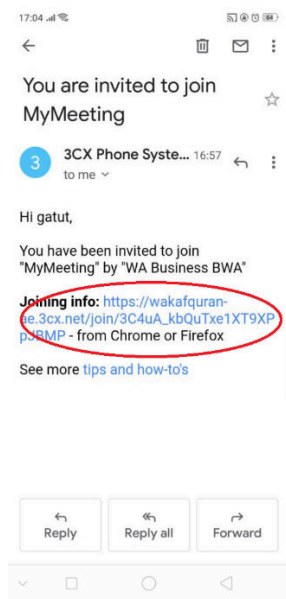 17:04
64
You are invited to join
MyMeeting
3
3CX Phone Syste... 16:57
to me
Hi gatut,
You have been invited to join
"MyMeeting" by "WA Business BWA"
Joining info: https://wakafquran-
ae.3cx.net/join/3C4uA_kbQuTxe1XT9XP
pJBMP - from Chrome or Firefox
See more tips and how-to's
Reply
Reply all
Forward